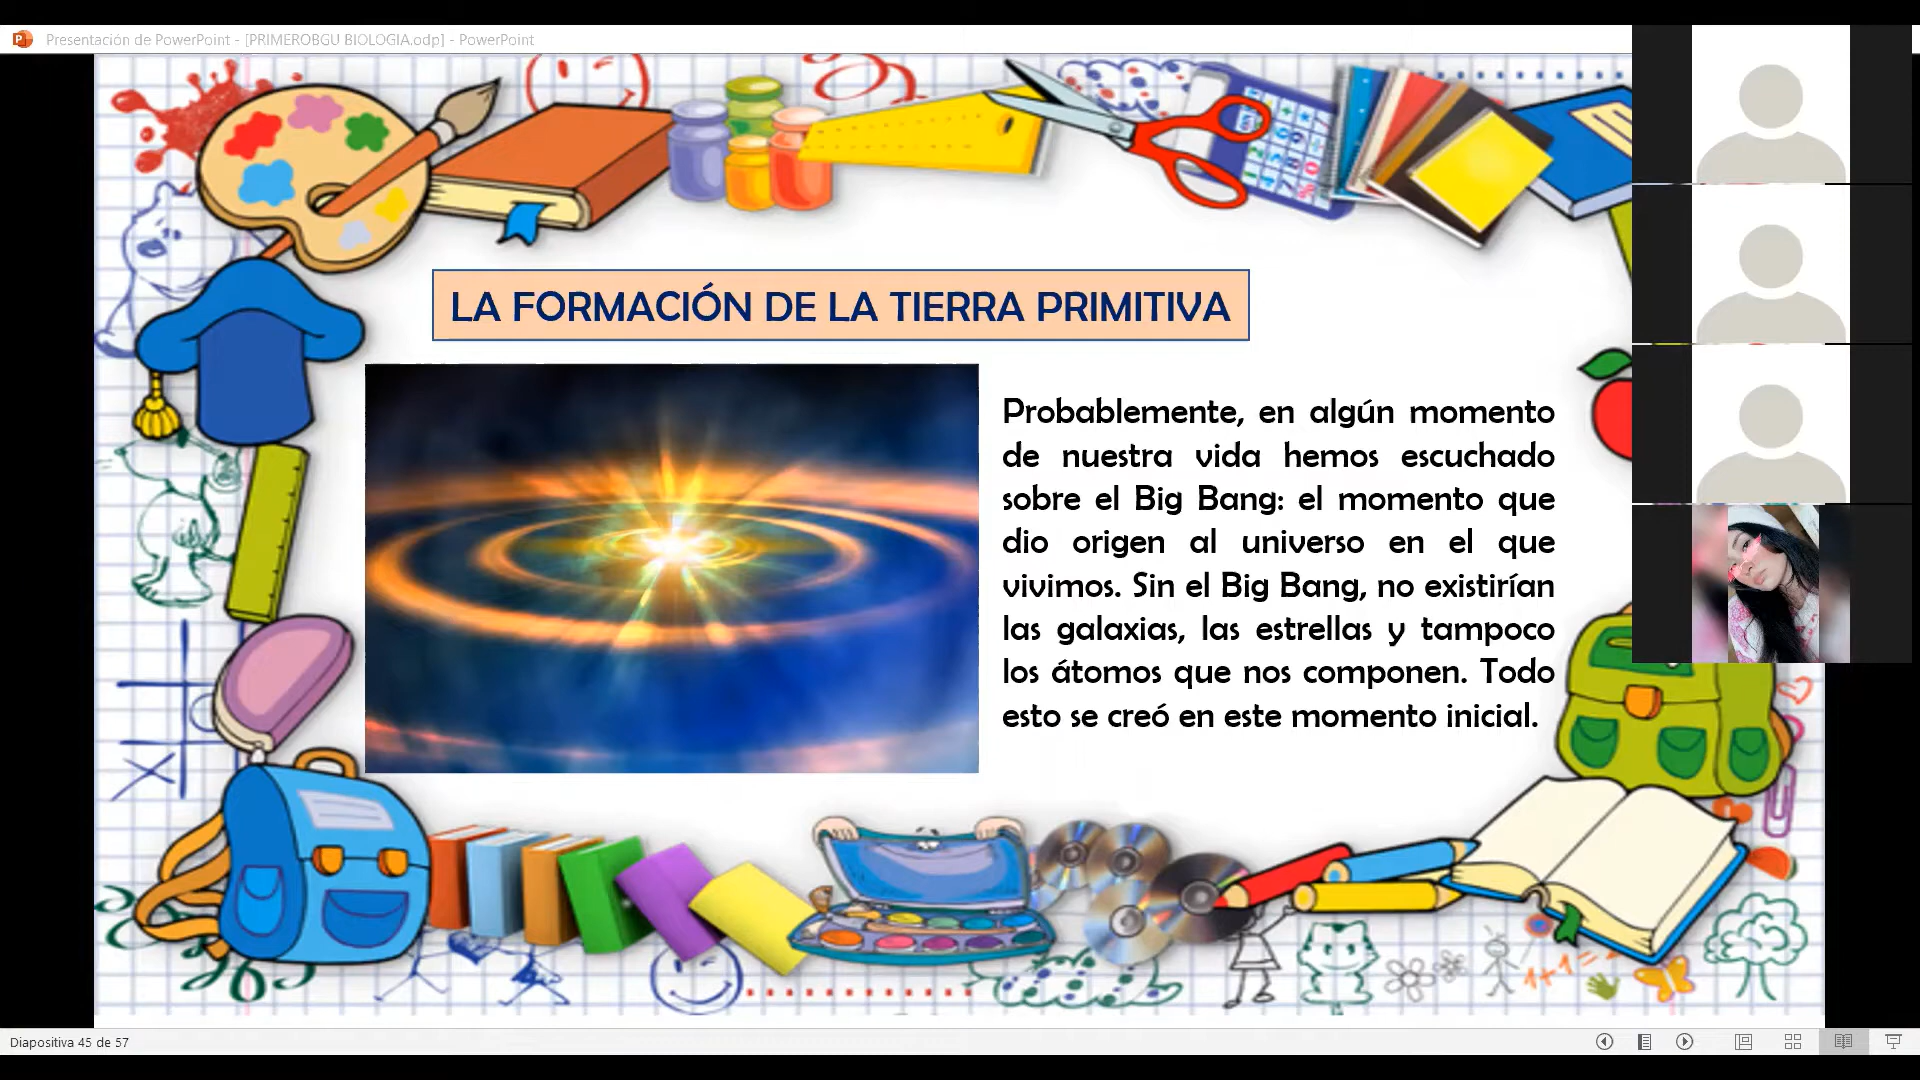 Presentación de PowerPoint - [PRIMEROBGU BIOLOGIA.odp] - PowerPoint
LA FORMACIÓN DE LA TIERRA PRIMITIVA
Probablemente, en algún momento
de nuestra vida hemos escuchado
sobre el Big Bang: el momento que
dio origen al universo en el que
vivimos. Sin el Big Bang, no existirían
las galaxias, las estrellas y tampoco
los átomos que nos componen. Todo
esto se creó en este momento inicial.
1+1=
Diapositiva 45 de 57